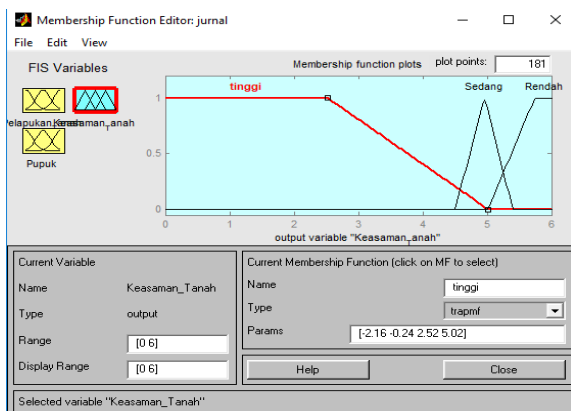 Membership Function Editor: jurnal
File Edit View
FIS Variables
Membership function plots
plot points:
181
Pupuk
tinggi
Sedang
Rendah
1
0.5
0
0 1 2 3 4 5 6
output variable "Keasaman_Tanah"
Current Variable
Name Keasaman_Tanah
Type output
Range [0 6]
Display Range [0 6]
Current Membership Function (click on MF to select)
Name tinggi
Type trapmf
Params [-2.16 -0.24 2.52 5.02]
Help
Close
Selected variable "Keasaman_Tanah"